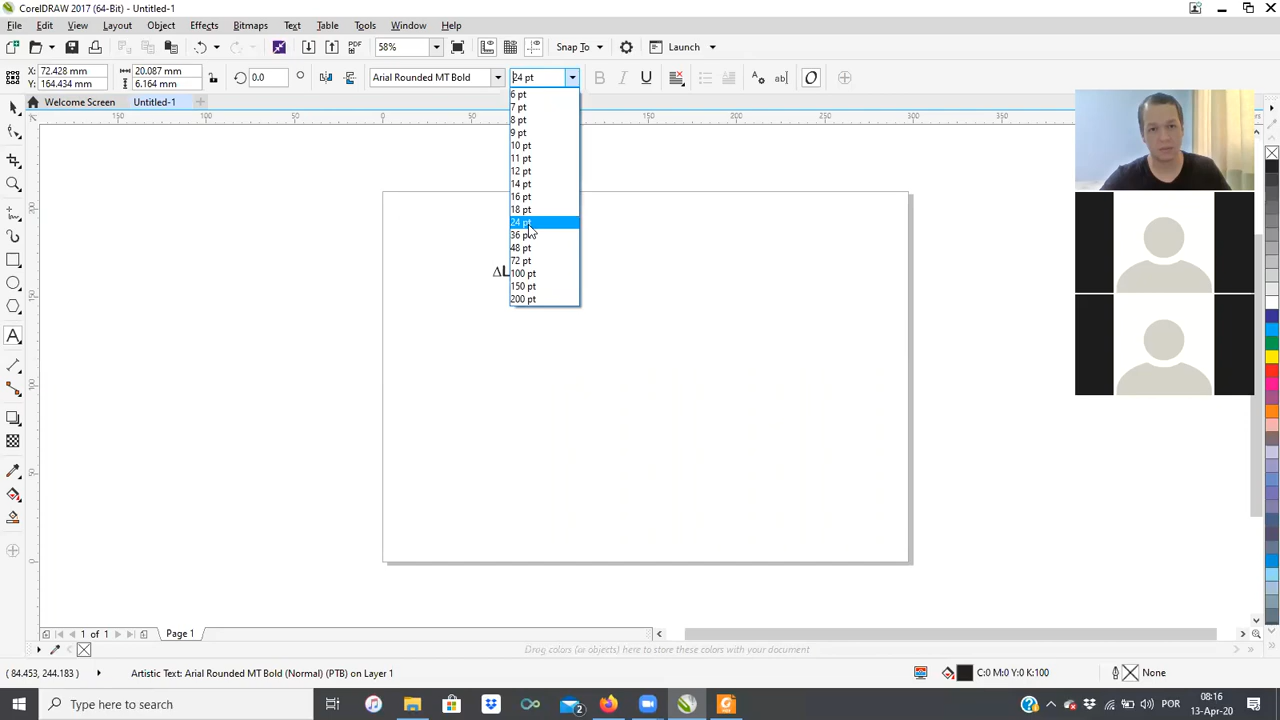 CorelDRAW 2017 (64-Bit) - Untitled-1
File Edit View Layout Object Effects Bitmaps Text Table Tools Window Help
PDF 58% Snap To Launch
X: 72.428 mm 20.087 mm 0.0 Arial Rounded MT Bold 24 pt B I U ab| O
Y: 164.434 mm 6.164 mm
Welcome Screen Untitled-1
150 100 50 0 150 200 250 300
6 pt
7 pt
8 pt
9 pt
10 pt
11 pt
12 pt
14 pt
16 pt
18 pt
24 pt
36 pt
48 pt
72 pt
ΔL
100 pt
150 pt
200 pt
1 of 1 Page 1
Drag colors (or objects) here to store these colors with your document
(84.453, 244.183) Artistic Text: Arial Rounded MT Bold (Normal) (PTB) on Layer 1 C:0 M:0 Y:0 K:100 None
Type here to search 2 POR 08:16
13-Apr-20